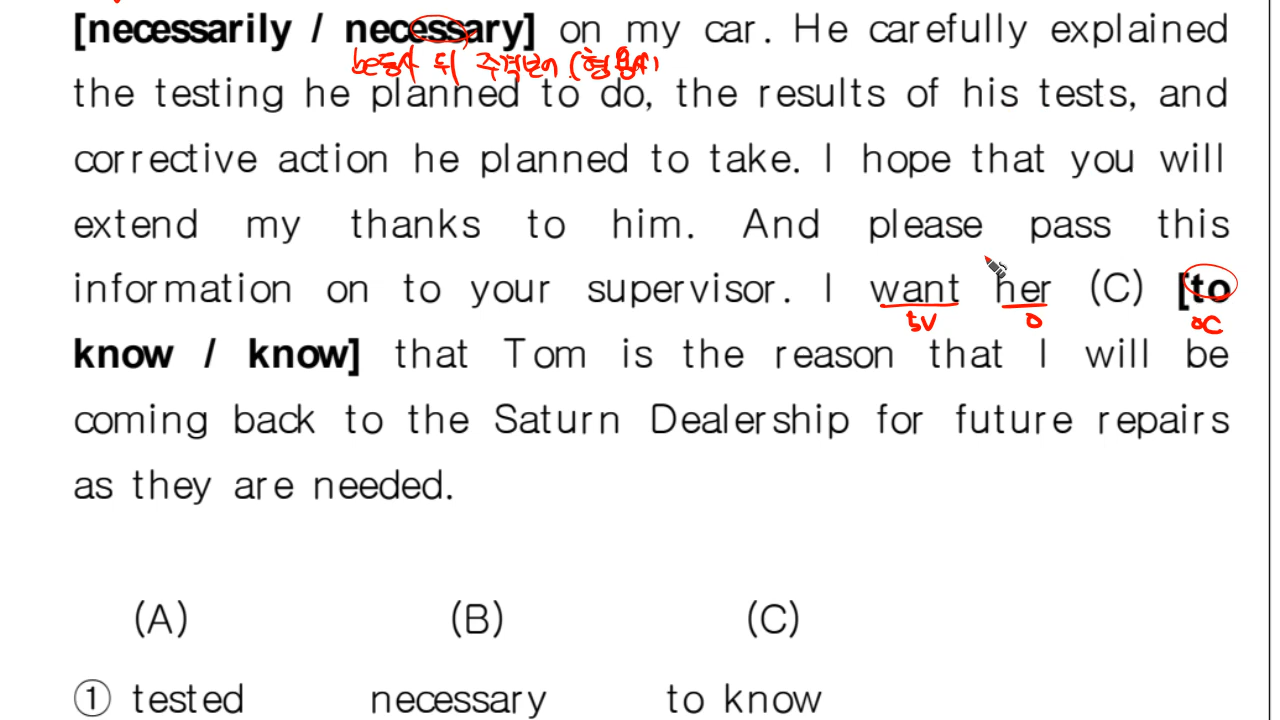 [necessarily / necessary] on my car. He carefully explained
be동사 뒤 주격보어 (형용사)
the testing he planned to do, the results of his tests, and
corrective action he planned to take. I hope that you will
extend my thanks to him. And please pass this
information on to your supervisor. I want her (C) [to
5V O OC
know / know] that Tom is the reason that I will be
coming back to the Saturn Dealership for future repairs
as they are needed.
(A) (B) (C)
① tested necessary to know